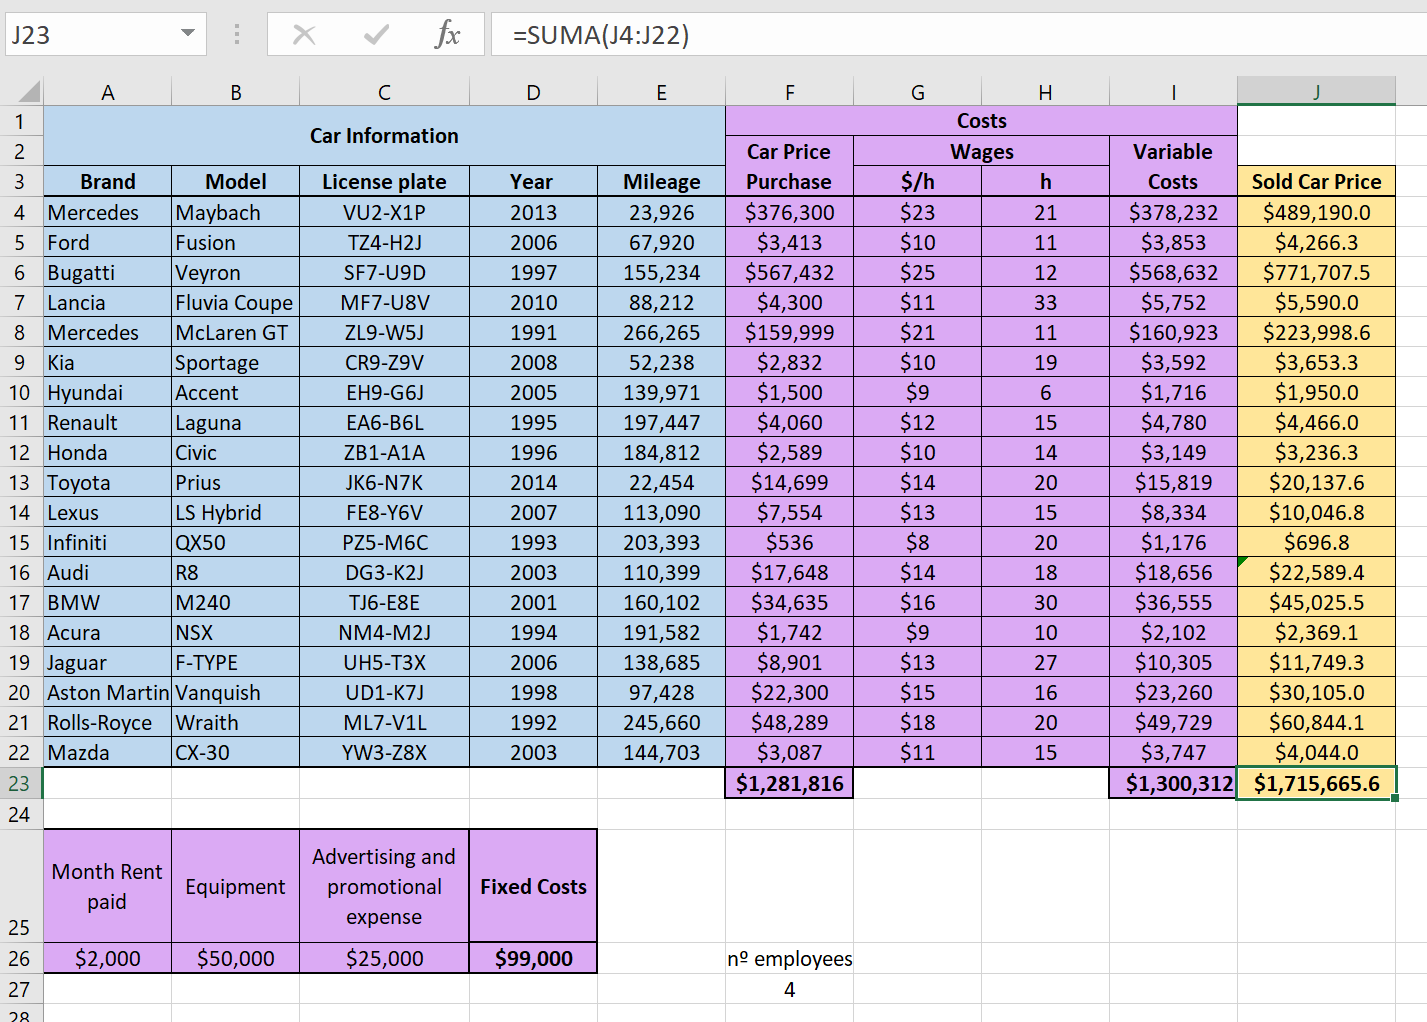 J23 fx =SUMA(J4:J22)
A B C D E F G H I J
1 Car Information Costs
2 Car Price Wages Variable
3 Brand Model License plate Year Mileage Purchase $/h h Costs Sold Car Price
4 Mercedes Maybach VU2-X1P 2013 23,926 $376,300 $23 21 $378,232 $489,190.0
5 Ford Fusion TZ4-H2J 2006 67,920 $3,413 $10 11 $3,853 $4,266.3
6 Bugatti Veyron SF7-U9D 1997 155,234 $567,432 $25 12 $568,632 $771,707.5
7 Lancia Fluvia Coupe MF7-U8V 2010 88,212 $4,300 $11 33 $5,752 $5,590.0
8 Mercedes McLaren GT ZL9-W5J 1991 266,265 $159,999 $21 11 $160,923 $223,998.6
9 Kia Sportage CR9-Z9V 2008 52,238 $2,832 $10 19 $3,592 $3,653.3
10 Hyundai Accent EH9-G6J 2005 139,971 $1,500 $9 6 $1,716 $1,950.0
11 Renault Laguna EA6-B6L 1995 197,447 $4,060 $12 15 $4,780 $4,466.0
12 Honda Civic ZB1-A1A 1996 184,812 $2,589 $10 14 $3,149 $3,236.3
13 Toyota Prius JK6-N7K 2014 22,454 $14,699 $14 20 $15,819 $20,137.6
14 Lexus LS Hybrid FE8-Y6V 2007 113,090 $7,554 $13 15 $8,334 $10,046.8
15 Infiniti QX50 PZ5-M6C 1993 203,393 $536 $8 20 $1,176 $696.8
16 Audi R8 DG3-K2J 2003 110,399 $17,648 $14 18 $18,656 $22,589.4
17 BMW M240 TJ6-E8E 2001 160,102 $34,635 $16 30 $36,555 $45,025.5
18 Acura NSX NM4-M2J 1994 191,582 $1,742 $9 10 $2,102 $2,369.1
19 Jaguar F-TYPE UH5-T3X 2006 138,685 $8,901 $13 27 $10,305 $11,749.3
20 Aston Martin Vanquish UD1-K7J 1998 97,428 $22,300 $15 16 $23,260 $30,105.0
21 Rolls-Royce Wraith ML7-V1L 1992 245,660 $48,289 $18 20 $49,729 $60,844.1
22 Mazda CX-30 YW3-Z8X 2003 144,703 $3,087 $11 15 $3,747 $4,044.0
23 $1,281,816 $1,300,312 $1,715,665.6
24
Month Rent Equipment Advertising and Fixed Costs
paid promotional
25 expense
26 $2,000 $50,000 $25,000 $99,000 nº employees
27 4
28